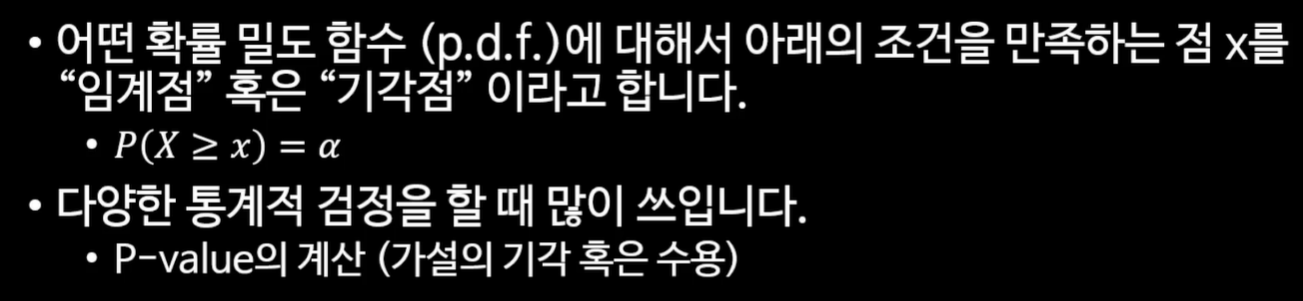 • 어떤 확률 밀도 함수 (p.d.f.)에 대해서 아래의 조건을 만족하는 점 x를
“임계점” 혹은 “기각점” 이라고 합니다.
• P(X ≥ x) = α
• 다양한 통계적 검정을 할 때 많이 쓰입니다.
• P-value의 계산 (가설의 기각 혹은 수용)